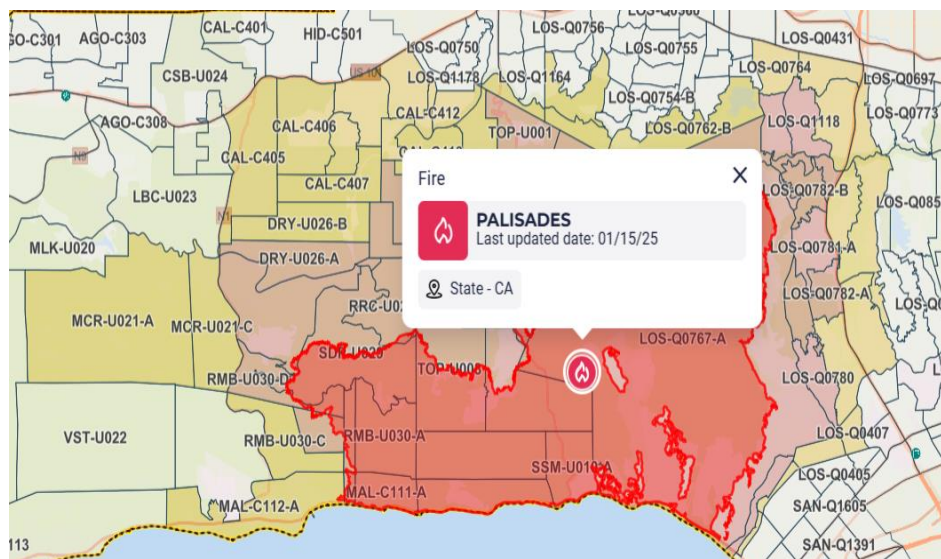 GO-C301
AGO-C303
CAL-C401
HID-C501
LOS-Q0750
LOS-Q0756
LOS-Q0755
LOS-Q0431
CSB-U024
LOS-Q1178
LOS-Q1164
LOS-Q0764
LOS-Q0697
AGO-C308
CAL-C406
CAL-C412
LOS-Q0754-B
LOS-Q0773
CAL-C405
TOP-U001
LOS-Q0762-B
LOS-Q1118
LBC-U023
CAL-C407
Fire
PALISADES
Last updated date: 01/15/25
State - CA
LOS-Q0782-B
MLK-U020
N1
DRY-U026-B
LOS-Q0781-A
DRY-U026-A
LOS-Q0782-A
MCR-U021-A
MCR-U021-C
LOS-Q0767-A
RMB-U030-D
LOS-Q0780
VST-U022
RMB-U030-C
RMB-U030-A
LOS-Q0407
SSM-U010-A
LOS-Q0405
MAL-C112-A
MAL-C111-A
SAN-Q1605
113
SAN-Q1391